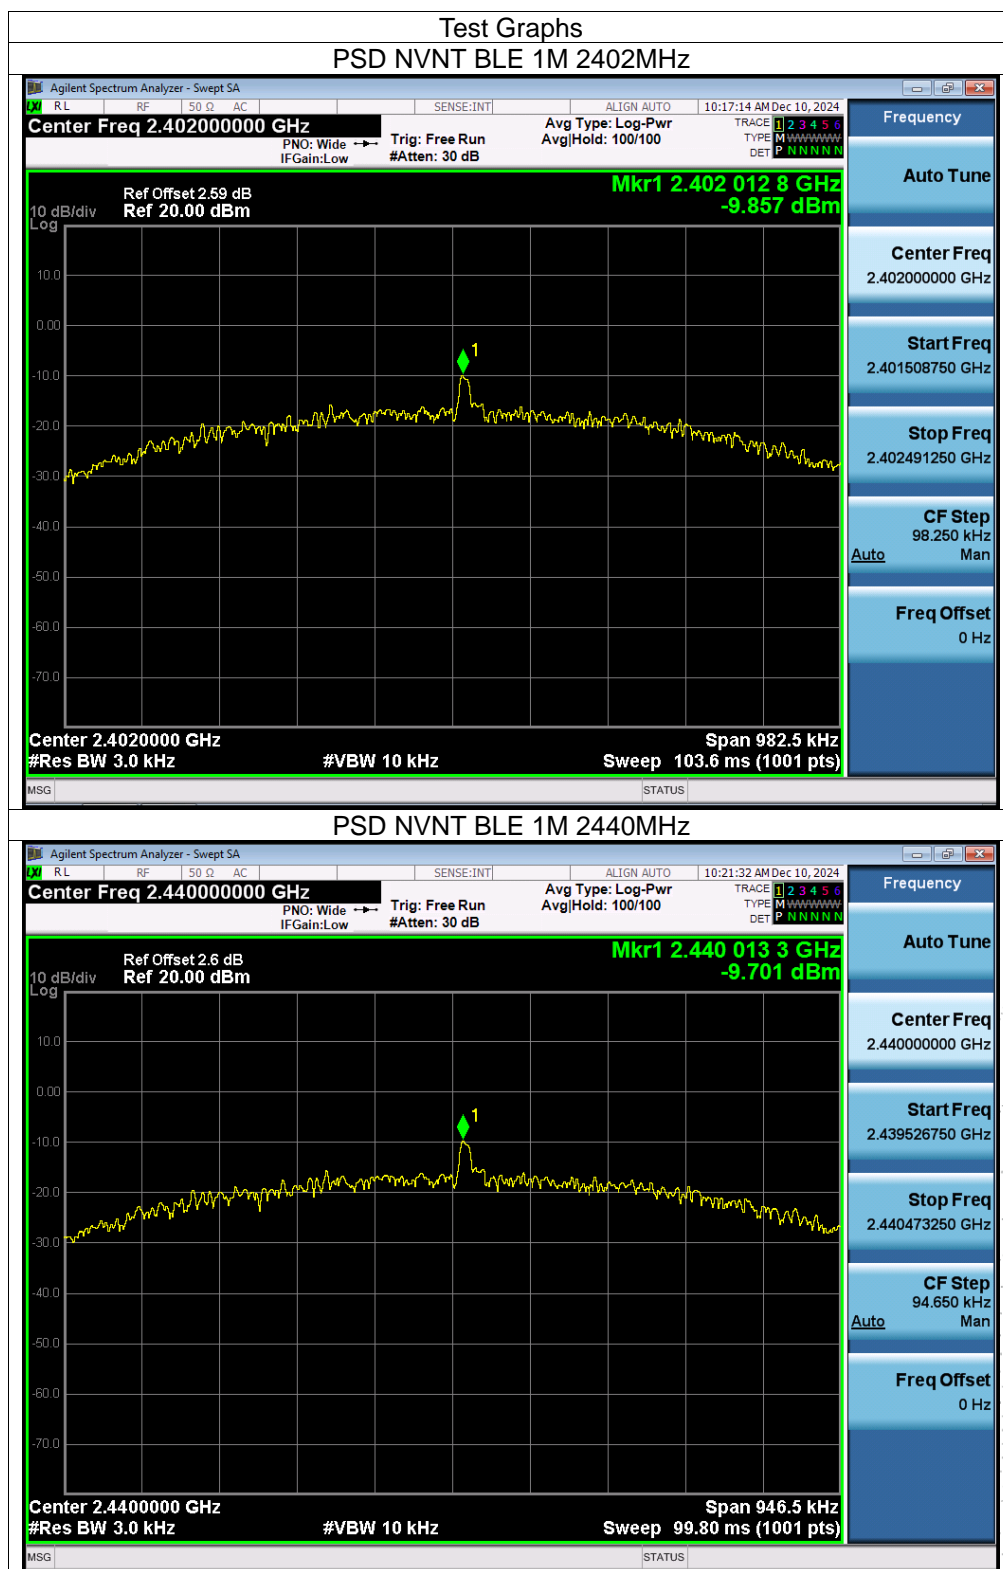 Test Graphs
PSD NVNT BLE 1M 2402MHz
Agilent Spectrum Analyzer - Swept SA
LXI RL RF 50 Ω AC SENSE:INT ALIGN AUTO 10:17:14 AM Dec 10, 2024
Center Freq 2.402000000 GHz
PNO: Wide
IFGain:Low
Trig: Free Run
#Atten: 30 dB
Avg Type: Log-Pwr
Avg|Hold: 100/100
TRACE 1 2 3 4 5 6
TYPE M WWWWW
DET P N N N N N
Frequency
Auto Tune
Center Freq
2.402000000 GHz
Start Freq
2.401508750 GHz
Stop Freq
2.402491250 GHz
CF Step
98.250 kHz
Auto Man
Freq Offset
0 Hz
Mkr1 2.402 012 8 GHz
-9.857 dBm
Ref Offset 2.59 dB
10 dB/div Ref 20.00 dBm
Log
10.0
0.00
1
-10.0
-20.0
-30.0
-40.0
-50.0
-60.0
-70.0
Center 2.4020000 GHz Span 982.5 kHz
#Res BW 3.0 kHz #VBW 10 kHz Sweep 103.6 ms (1001 pts)
MSG STATUS
PSD NVNT BLE 1M 2440MHz
Agilent Spectrum Analyzer - Swept SA
LXI RL RF 50 Ω AC SENSE:INT ALIGN AUTO 10:21:32 AM Dec 10, 2024
Center Freq 2.440000000 GHz
PNO: Wide
IFGain:Low
Trig: Free Run
#Atten: 30 dB
Avg Type: Log-Pwr
Avg|Hold: 100/100
TRACE 1 2 3 4 5 6
TYPE M WWWWW
DET P N N N N N
Frequency
Auto Tune
Center Freq
2.440000000 GHz
Start Freq
2.439526750 GHz
Stop Freq
2.440473250 GHz
CF Step
94.650 kHz
Auto Man
Freq Offset
0 Hz
Mkr1 2.440 013 3 GHz
-9.701 dBm
Ref Offset 2.6 dB
10 dB/div Ref 20.00 dBm
Log
10.0
0.00
1
-10.0
-20.0
-30.0
-40.0
-50.0
-60.0
-70.0
Center 2.4400000 GHz Span 946.5 kHz
#Res BW 3.0 kHz #VBW 10 kHz Sweep 99.80 ms (1001 pts)
MSG STATUS